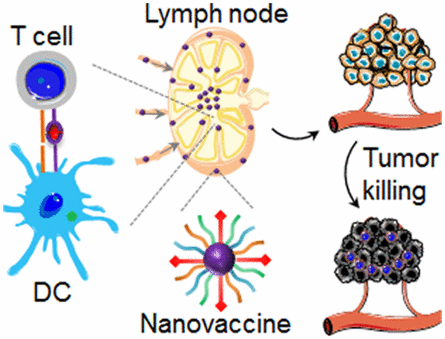 Lymph node
T cell
Tumor
killing
DC
Nanovaccine